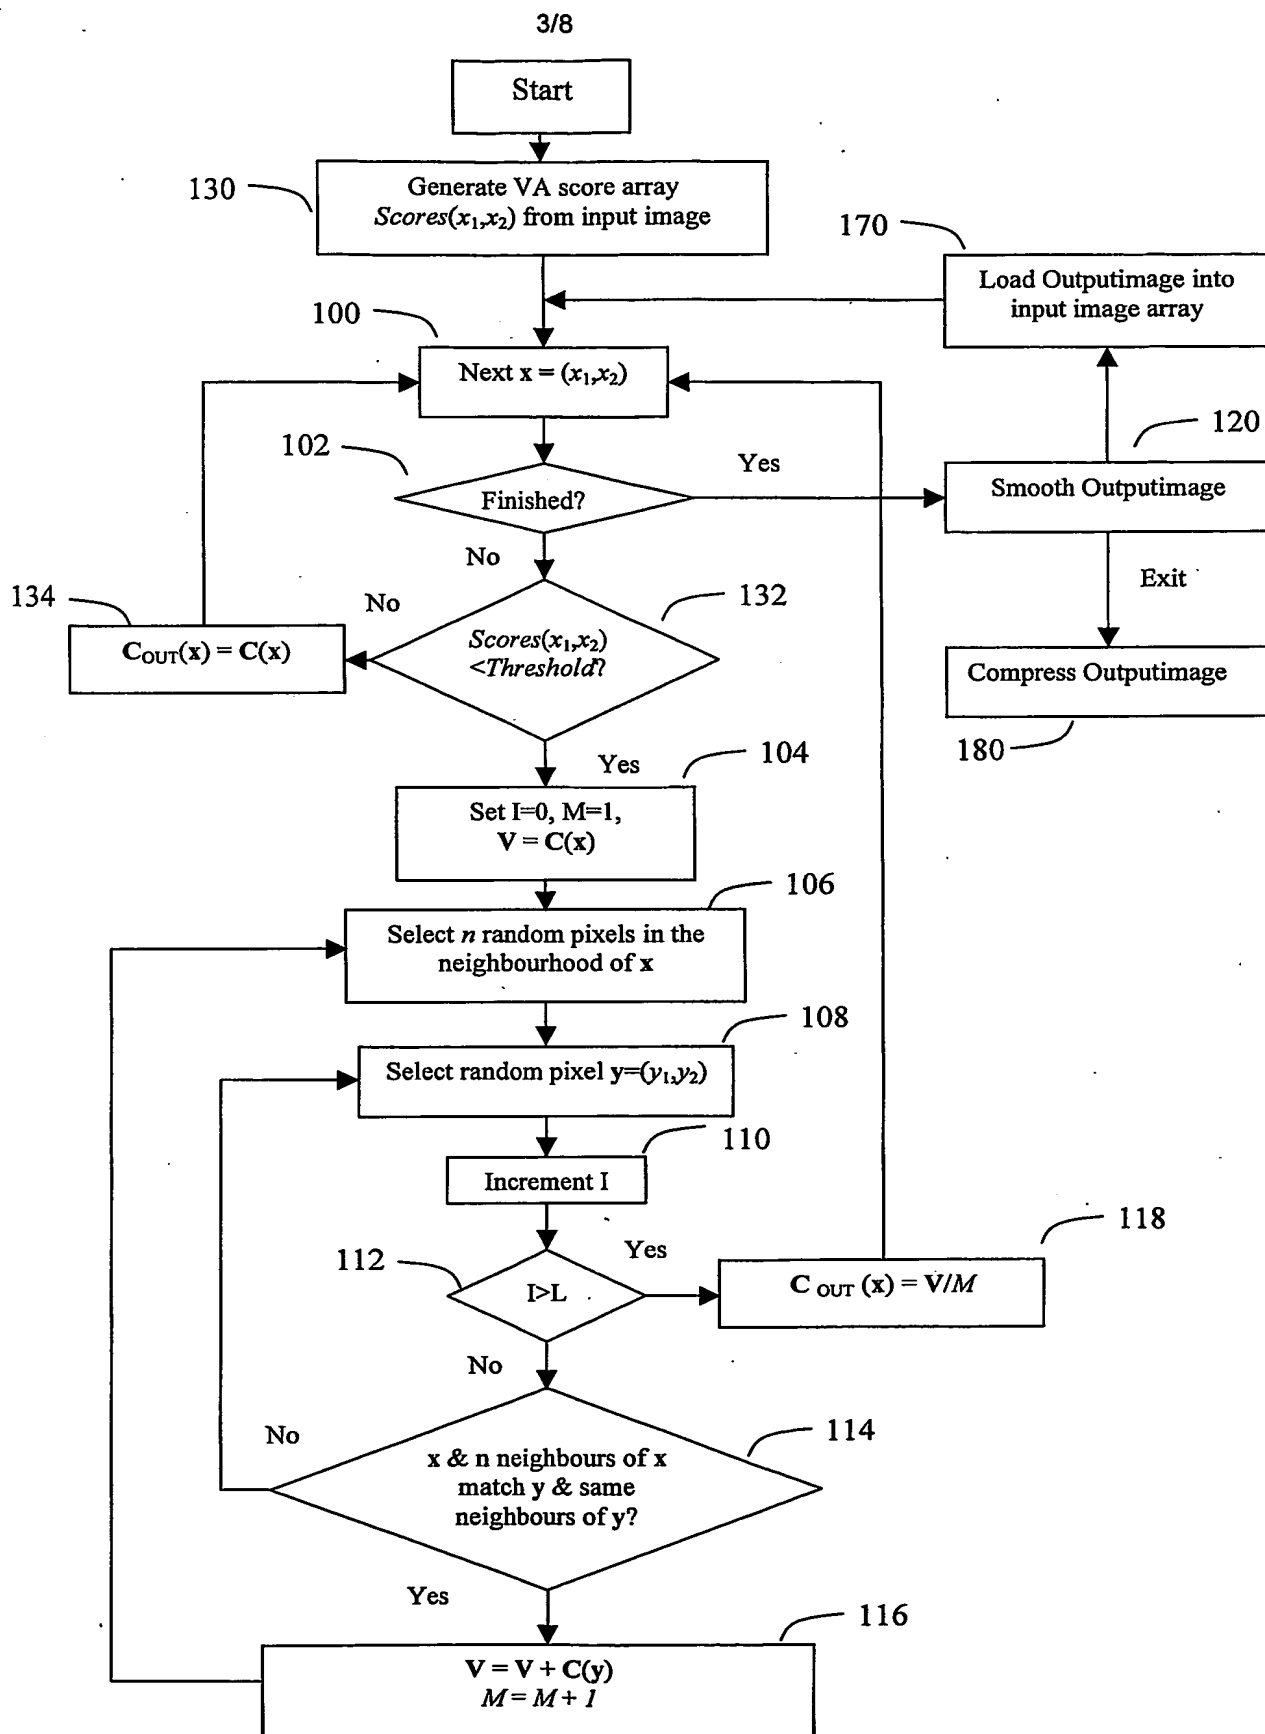 3/8
Start
130
Generate VA score array
Scores(x₁,x₂) from input image
170
Load Outputimage into
input image array
100
Next x = (x₁,x₂)
120
102
Yes
Finished?
Smooth Outputimage
No
Exit
134
No
132
C_OUT(x) = C(x)
Scores(x₁,x₂)
<Threshold?
Compress Outputimage
180
Yes
104
Set I=0, M=1,
V = C(x)
106
Select n random pixels in the
neighbourhood of x
108
Select random pixel y=(y₁,y₂)
110
Increment I
118
112
Yes
I>L
C OUT (x) = V/M
No
No
114
x & n neighbours of x
match y & same
neighbours of y?
Yes
116
V = V + C(y)
M = M + 1